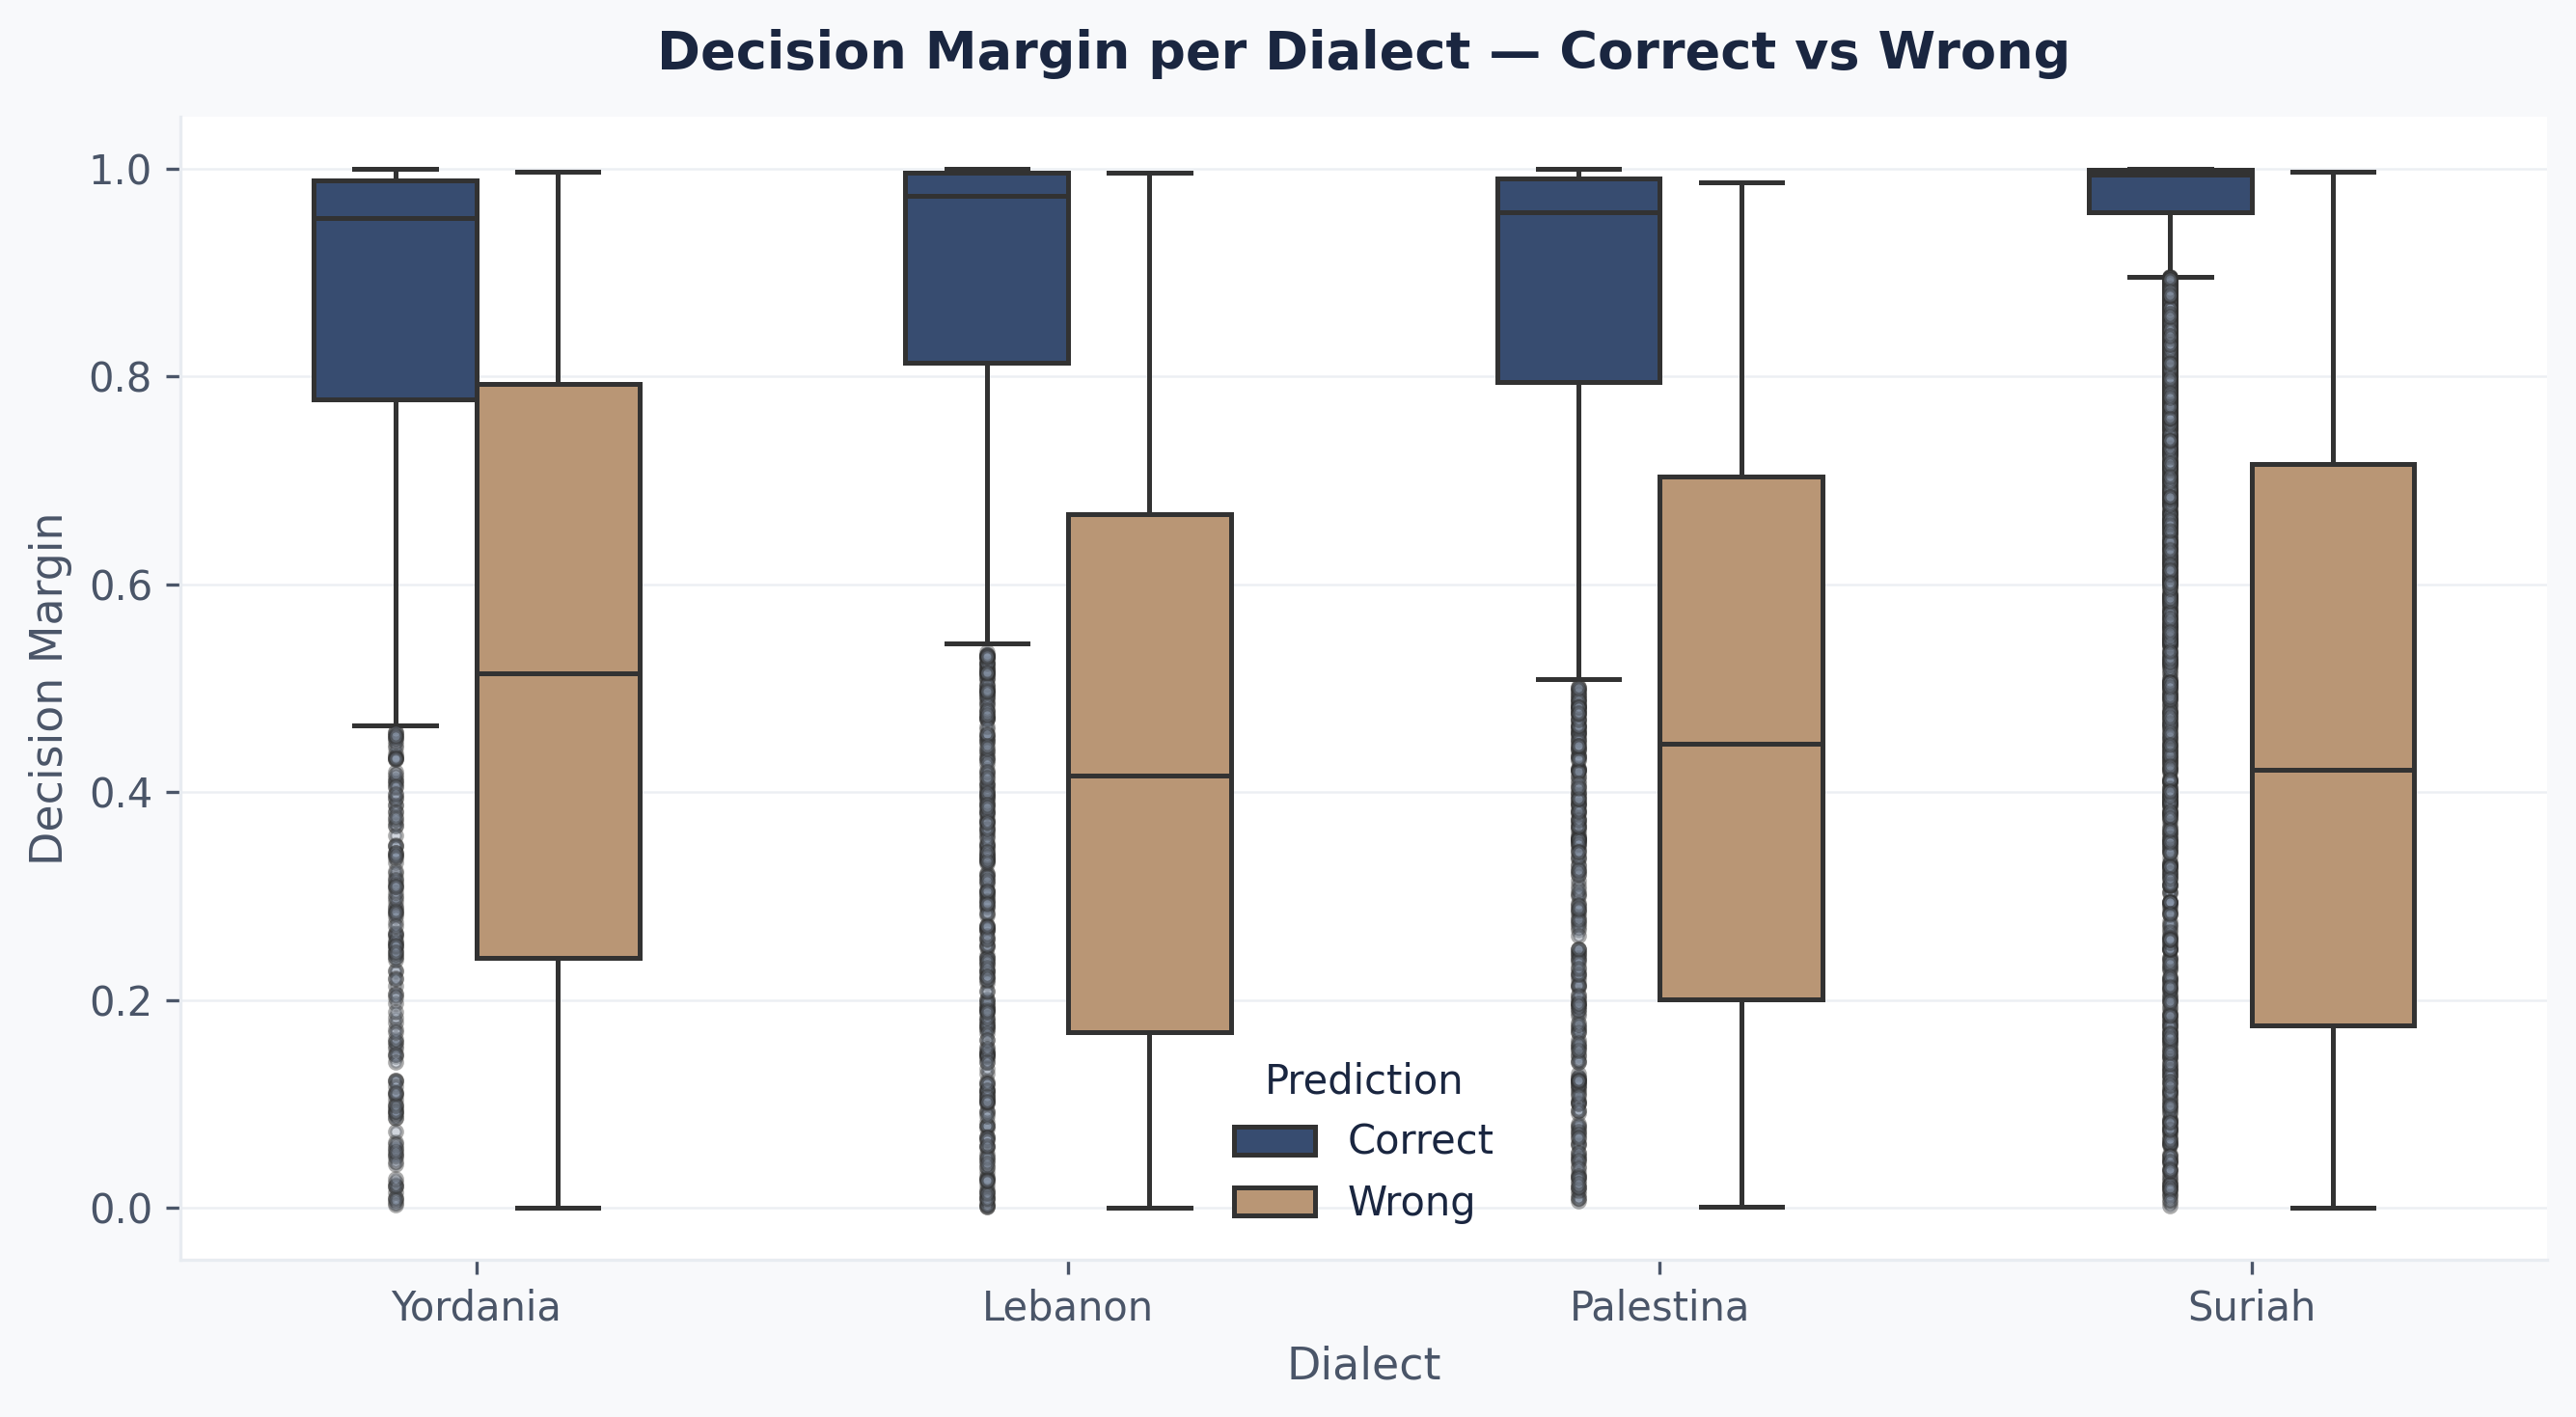 Decision Margin per Dialect — Correct vs Wrong
Decision Margin
1.0
0.8
0.6
0.4
0.2
0.0
Prediction
Correct
Wrong
Yordania
Lebanon
Palestina
Suriah
Dialect